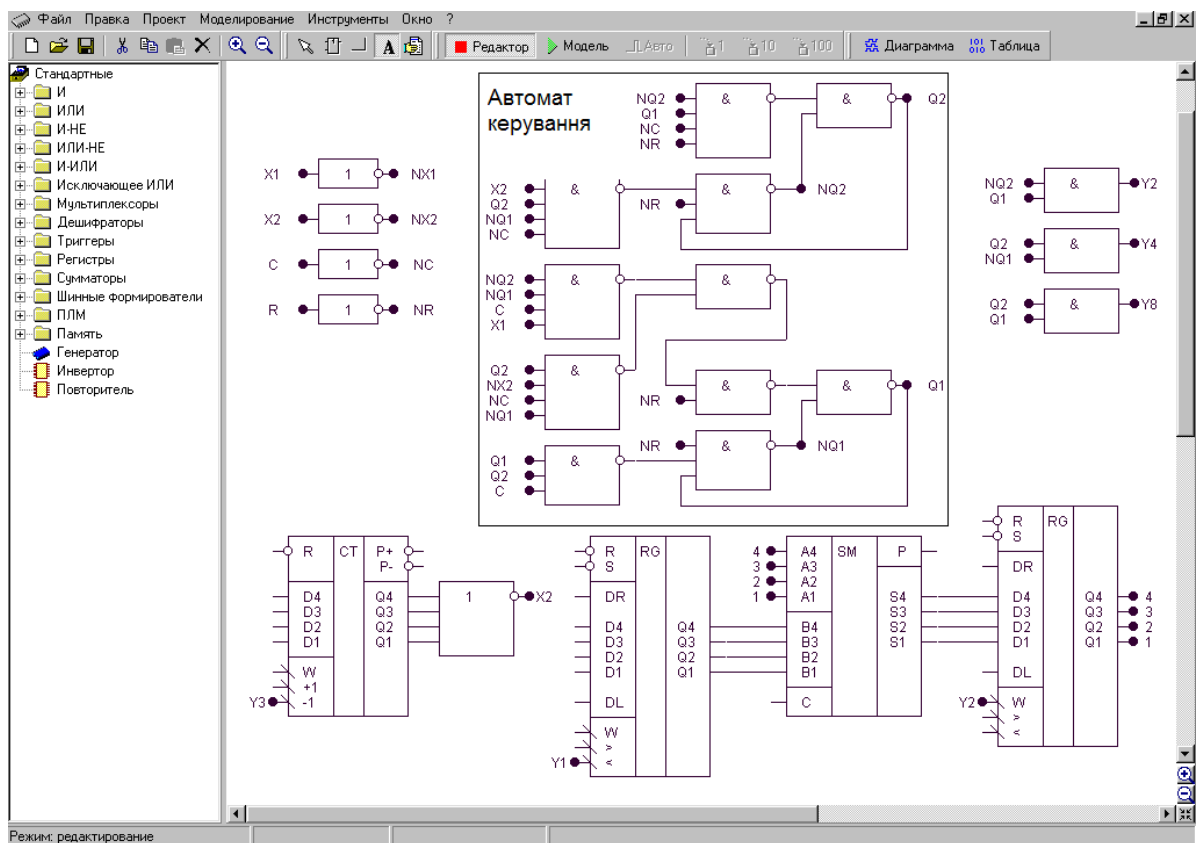 Файл Правка Проект Моделирование Инструменты Окно ?
Редактор Модель Авто 1 10 100 Диаграмма Таблица
Стандартные
И
ИЛИ
И-НЕ
ИЛИ-НЕ
И-ИЛИ
Исключающее ИЛИ
Мультиплексоры
Дешифраторы
Триггеры
Регистры
Сумматоры
Шинные формирователи
ПЛМ
Память
Генератор
Инвертор
Повторитель
X1 1 NX1
X2 1 NX2
C 1 NC
R 1 NR
Автомат
керування
NQ2 & & Q2
Q1
NC
NR
X2 & & NQ2
Q2 NR
NQ1
NC
NQ2 & &
NQ1
C
X1
Q2 & & & Q1
NX2
NC NR
NQ1
NR & NQ1
Q1 &
Q2
C
NQ2 & Y2
Q1
Q2 & Y4
NQ1
Q2 & Y8
Q1
R CT P+
P-
D4 Q4 1 X2
D3 Q3
D2 Q2
D1 Q1
W
+1
Y3 -1
R RG
S
DR
D4 Q4
D3 Q3
D2 Q2
D1 Q1
DL
W
>
Y1 <
4 A4 SM P
3 A3
2 A2
1 A1 S4
S3
B4 S2
B3 S1
B2
B1
C
R RG
S
DR
D4 Q4 4
D3 Q3 3
D2 Q2 2
D1 Q1 1
DL
Y2 W
>
<
Режим: редактирование